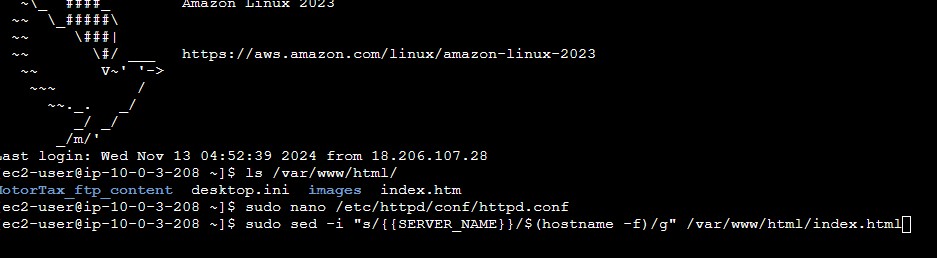 ~\_  ####_        Amazon Linux 2023
~~  \_#####\
~~     \###|
~~       \#/ ___   https://aws.amazon.com/linux/amazon-linux-2023
~~       V~' '->
~~~         /
~~._.   _/
_/ _/
_/m/'
Last login: Wed Nov 13 04:52:39 2024 from 18.206.107.28
[ec2-user@ip-10-0-3-208 ~]$ ls /var/www/html/
MotorTax_ftp_content  desktop.ini  images  index.htm
[ec2-user@ip-10-0-3-208 ~]$ sudo nano /etc/httpd/conf/httpd.conf
[ec2-user@ip-10-0-3-208 ~]$ sudo sed -i "s/{{SERVER_NAME}}/$(hostname -f)/g" /var/www/html/index.html